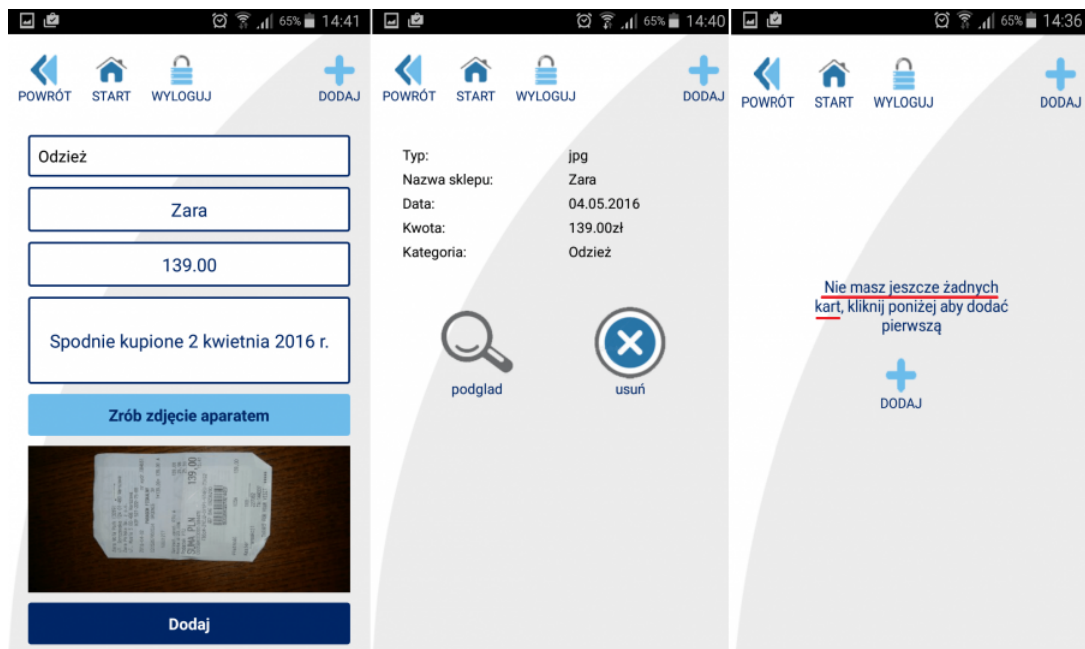 65% 14:41
POWRÓT START WYLOGUJ DODAJ
Odzież
Zara
139.00
Spodnie kupione 2 kwietnia 2016 r.
Zrób zdjęcie aparatem
SUMA PLN 139,00
Dodaj
65% 14:40
POWRÓT START WYLOGUJ DODAJ
Typ: jpg
Nazwa sklepu: Zara
Data: 04.05.2016
Kwota: 139.00zł
Kategoria: Odzież
podglad usuń
65% 14:36
POWRÓT START WYLOGUJ DODAJ
Nie masz jeszcze żadnych
kart, kliknij poniżej aby dodać
pierwszą
DODAJ